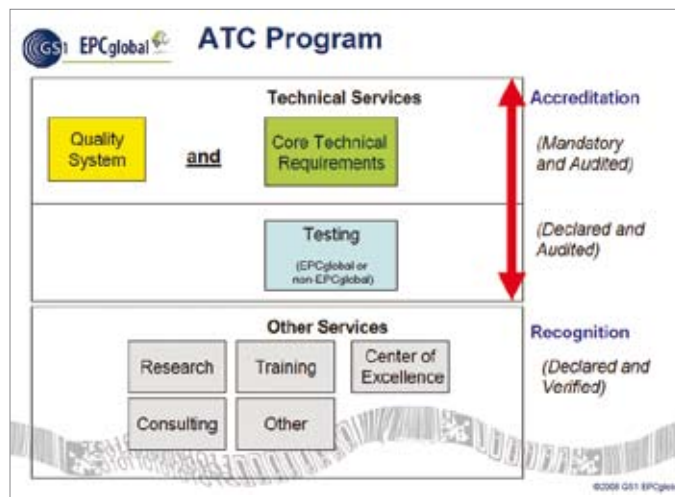 GS1 EPCglobal
ATC Program
Technical Services
Accreditation
Quality
System
and
Core Technical
Requirements
(Mandatory
and Audited)
Testing
(EPCglobal or
non-EPCglobal)
(Declared and
Audited)
Other Services
Recognition
Research
Training
Center of
Excellence
(Declared and
Verified)
Consulting
Other
©2008 GS1 EPCglobal